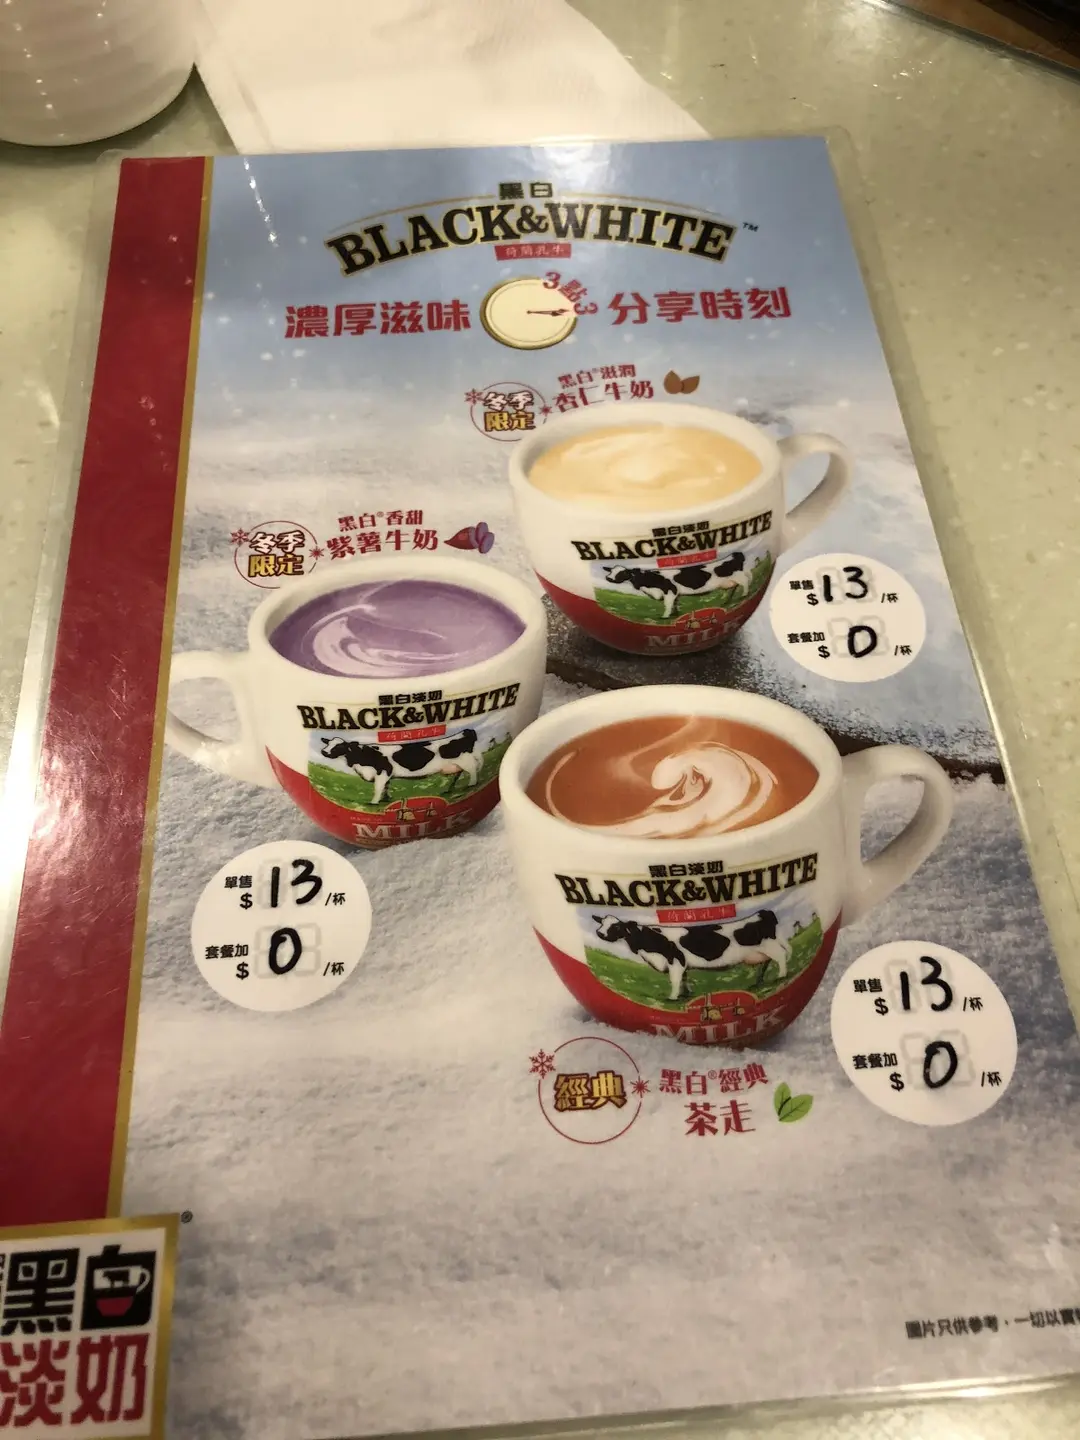 黑白
BLACK&WHITE™
荷蘭乳牛
濃厚滋味 3點3 分享時刻
冬季限定
黑白®滋潤
杏仁牛奶
黑白淡奶
BLACK&WHITE
荷蘭乳牛
MILK
單售 $13/杯
套餐加 $0/杯
冬季限定
黑白®香甜
紫薯牛奶
黑白淡奶
BLACK&WHITE
荷蘭乳牛
MILK
單售 $13/杯
套餐加 $0/杯
黑白淡奶
BLACK&WHITE
荷蘭乳牛
MILK
單售 $13/杯
套餐加 $0/杯
經典
黑白®經典
茶走
黑白®
淡奶
圖片只供參考，一切以實